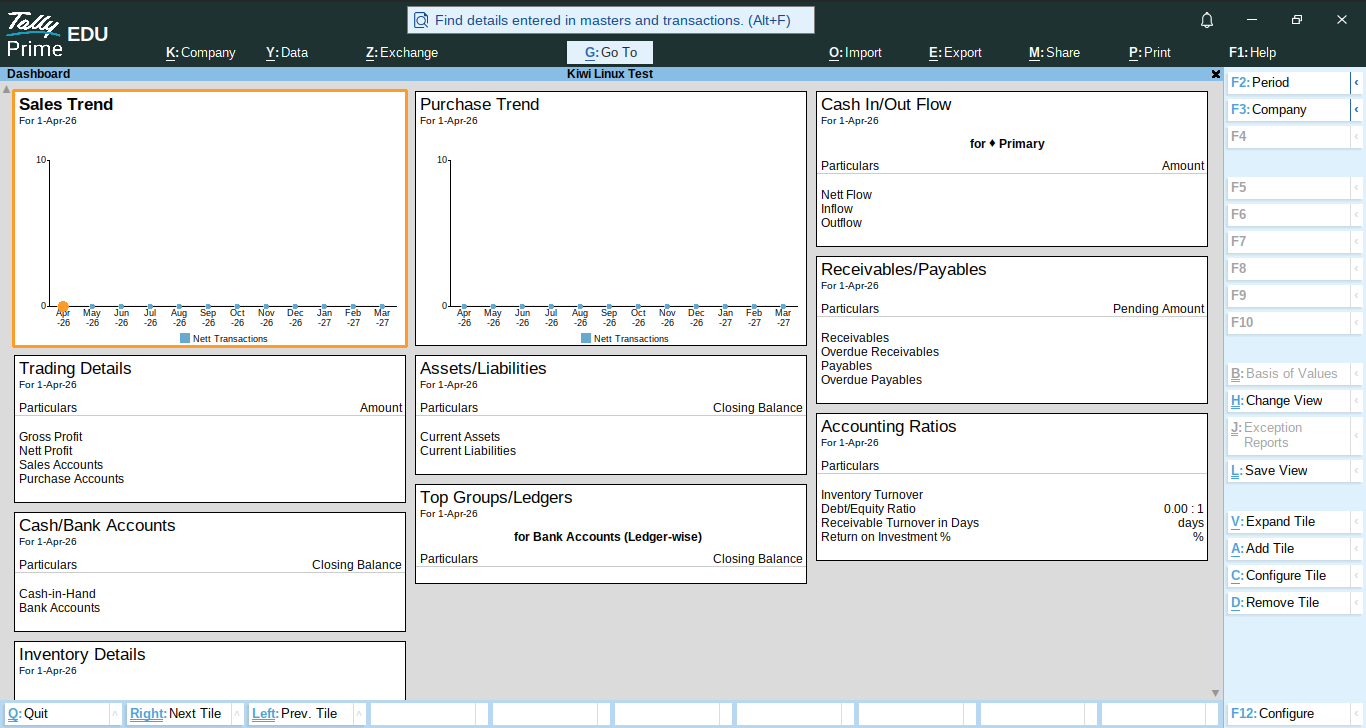 Tally
Prime EDU
Find details entered in masters and transactions. (Alt+F)
K: Company Y: Data Z: Exchange G: Go To O: Import E: Export M: Share P: Print F1: Help
Dashboard Kiwi Linux Test
Sales Trend
For 1-Apr-26
10
0
Apr May Jun Jul Aug Sep Oct Nov Dec Jan Feb Mar
-26 -26 -26 -26 -26 -26 -26 -26 -26 -27 -27 -27
Nett Transactions
Purchase Trend
For 1-Apr-26
10
0
Apr May Jun Jul Aug Sep Oct Nov Dec Jan Feb Mar
-26 -26 -26 -26 -26 -26 -26 -26 -26 -27 -27 -27
Nett Transactions
Cash In/Out Flow
For 1-Apr-26
for ♦ Primary
Particulars Amount
Nett Flow
Inflow
Outflow
Receivables/Payables
For 1-Apr-26
Particulars Pending Amount
Receivables
Overdue Receivables
Payables
Overdue Payables
Trading Details
For 1-Apr-26
Particulars Amount
Gross Profit
Nett Profit
Sales Accounts
Purchase Accounts
Assets/Liabilities
For 1-Apr-26
Particulars Closing Balance
Current Assets
Current Liabilities
Accounting Ratios
For 1-Apr-26
Particulars
Inventory Turnover
Debt/Equity Ratio 0.00 : 1
Receivable Turnover in Days days
Return on Investment % %
Cash/Bank Accounts
For 1-Apr-26
Particulars Closing Balance
Cash-in-Hand
Bank Accounts
Top Groups/Ledgers
For 1-Apr-26
for Bank Accounts (Ledger-wise)
Particulars Closing Balance
Inventory Details
For 1-Apr-26
F2: Period
F3: Company
F4
F5
F6
F7
F8
F9
F10
B: Basis of Values
H: Change View
J: Exception
Reports
L: Save View
V: Expand Tile
A: Add Tile
C: Configure Tile
D: Remove Tile
Q: Quit Right: Next Tile Left: Prev. Tile F12: Configure